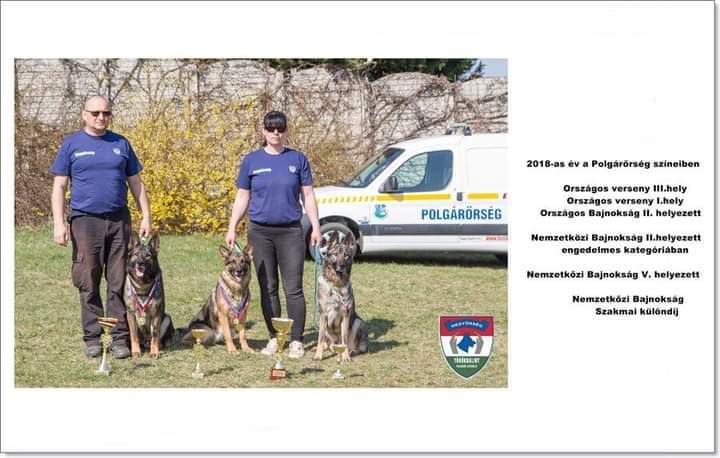 2018-as év a Polgárőrség színeiben
Országos verseny III.hely
Országos verseny I.hely
Országos Bajnokság II. helyezett
Nemzetközi Bajnokság II.helyezett
engedelmes kategóriában
Nemzetközi Bajnokság V. helyezett
Nemzetközi Bajnokság
Szakmai különdíj
POLGÁRŐRSÉG
TÖRÖKBÁLINT